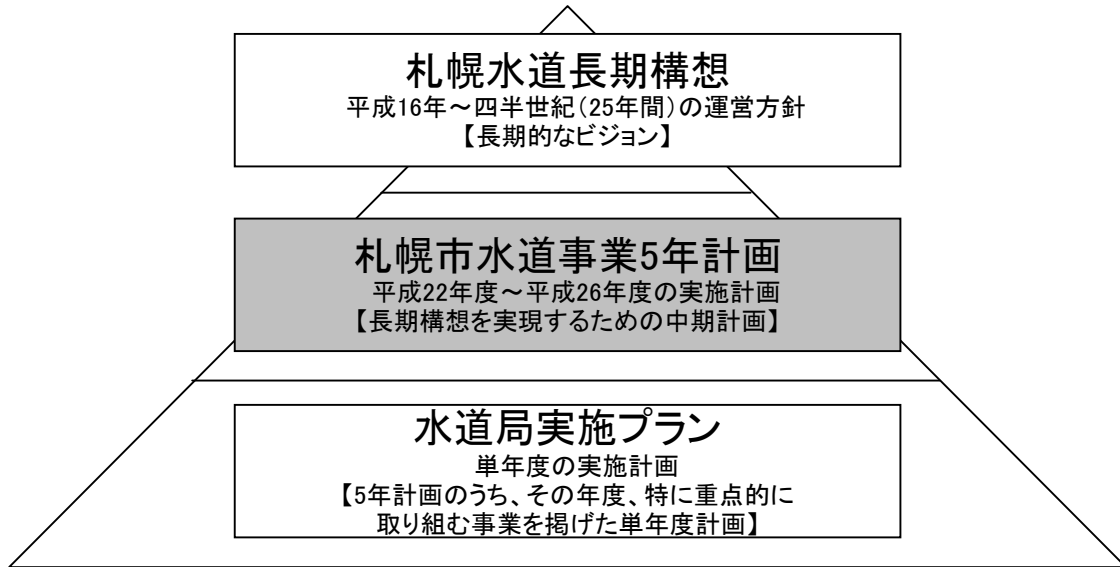 札幌水道長期構想
平成16年～四半世紀（25年間）の運営方針
【長期的なビジョン】
札幌市水道事業5年計画
平成22年度～平成26年度の実施計画
【長期構想を実現するための中期計画】
水道局実施プラン
単年度の実施計画
【5年計画のうち、その年度、特に重点的に
取り組む事業を掲げた単年度計画】